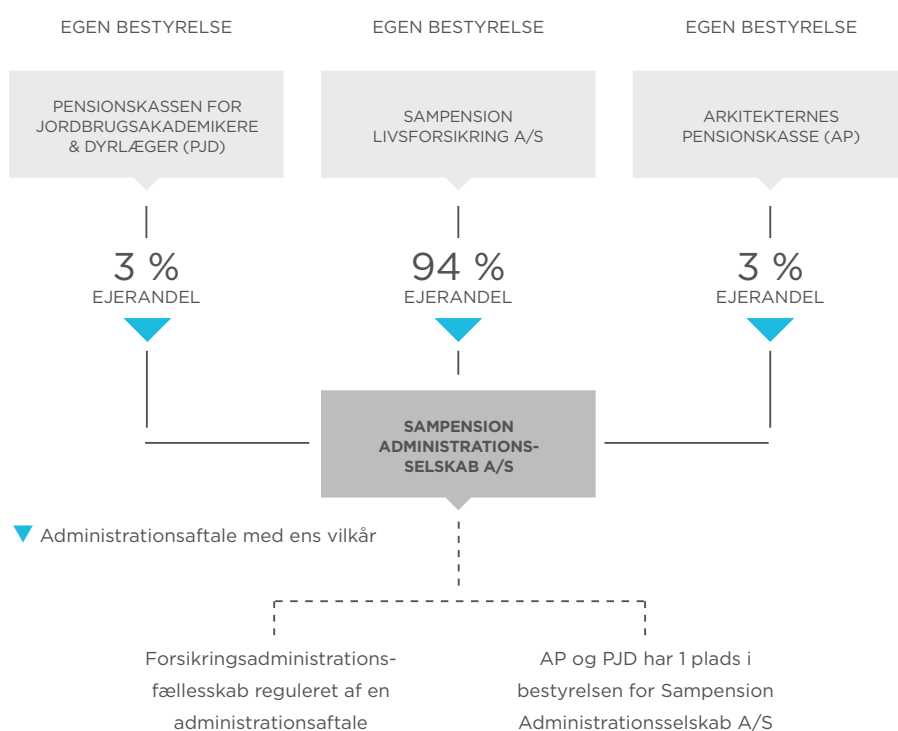 EGEN BESTYRELSE
EGEN BESTYRELSE
EGEN BESTYRELSE
PENSIONSKASSEN FOR
JORDBRUGSAKADEMIKERE
& DYRLÆGER (PJD)
SAMPENSION
LIVSFORSIKRING A/S
ARKITEKTERNES
PENSIONSKASSE (AP)
3 %
EJERANDEL
94 %
EJERANDEL
3 %
EJERANDEL
SAMPENSION
ADMINISTRATIONS-
SELSKAB A/S
Administrationsaftale med ens vilkår
Forsikringsadministrations-
fællesskab reguleret af en
administrationsaftale
AP og PJD har 1 plads i
bestyrelsen for Sampension
Administrationsselskab A/S